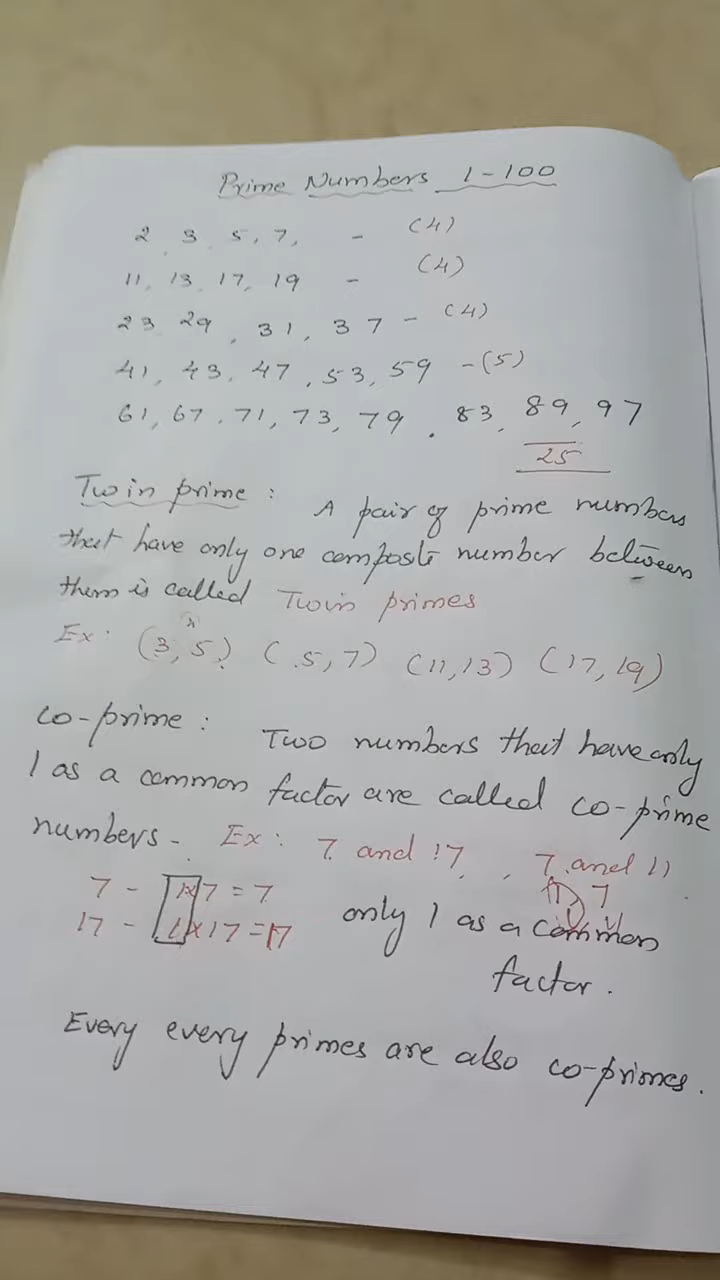 Prime Numbers 1-100
2 3 5, 7, - (4)
11, 13, 17, 19 - (4)
23 29, 31, 37 - (4)
41, 43, 47, 53, 59 - (5)
61, 67, 71, 73, 79, 83, 89, 97
25
Twin prime : A pair of prime numbers
that have only one composite number between
them is called Twin primes
Ex: (3, 5) (5, 7) (11, 13) (17, 19)
co-prime : Two numbers that have only
1 as a common factor are called co-prime
numbers - Ex: 7 and 17, 7 and 11
7 - 1x7 = 7
17 - 1x17 = 17 only 1 as a common
factor.
Every every primes are also co-primes.